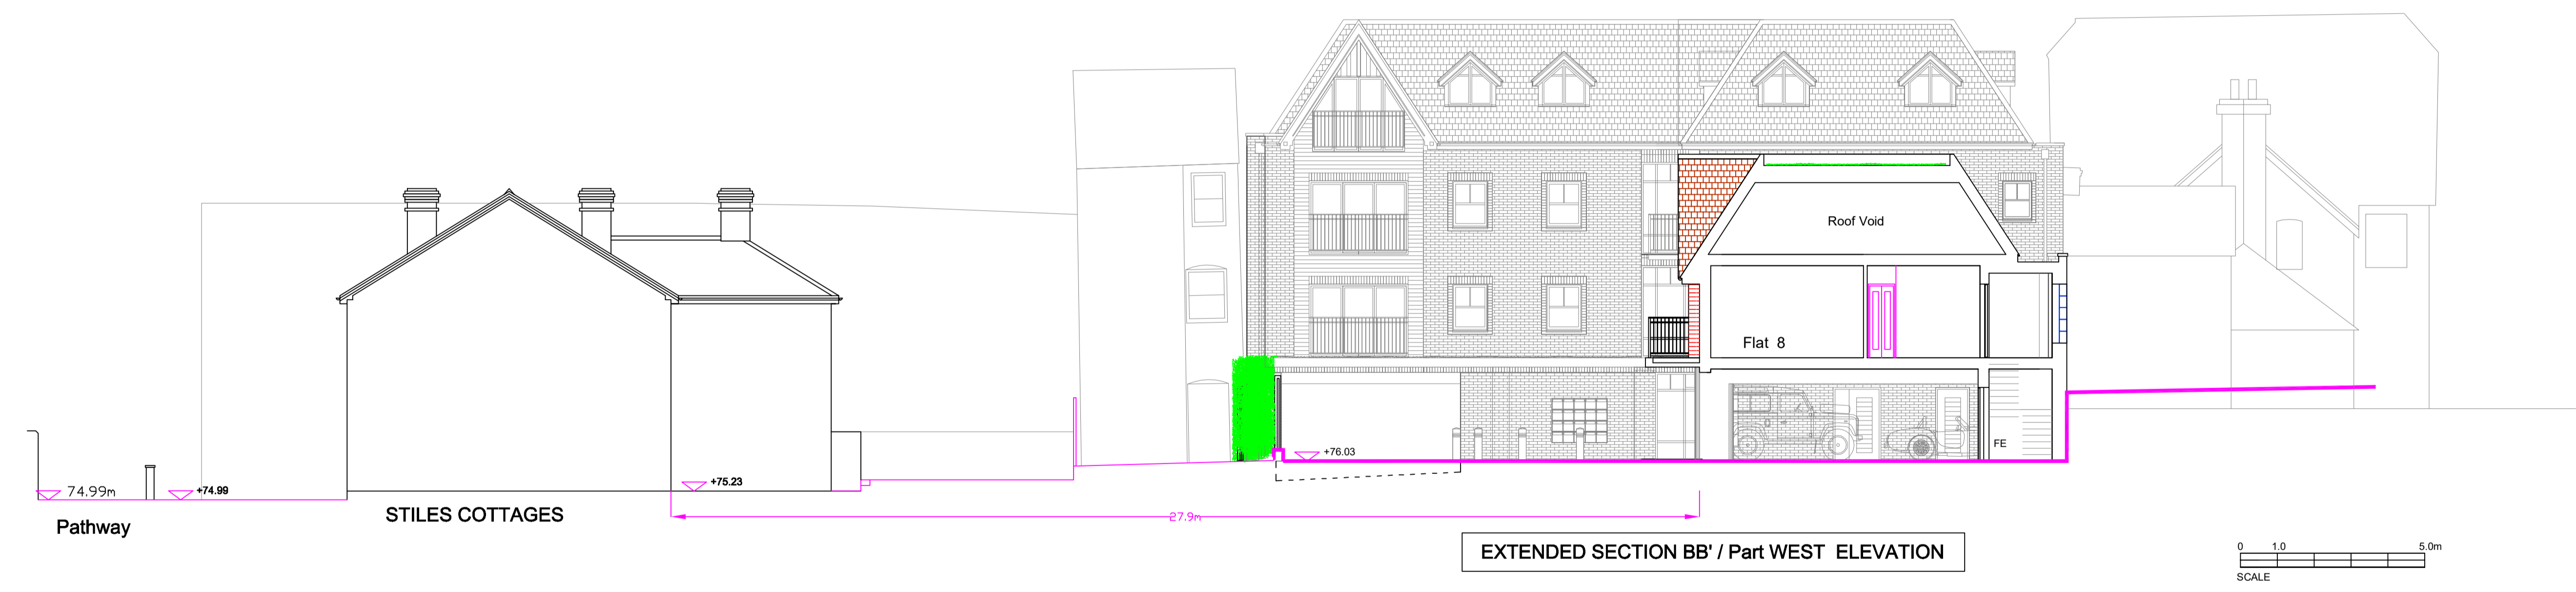 Roof Void
Flat 8
FE
+76.03
74.99m
+74.99
+75.23
Pathway
STILES COTTAGES
27.9m
EXTENDED SECTION BB' / Part WEST ELEVATION
0 1.0 5.0m
SCALE